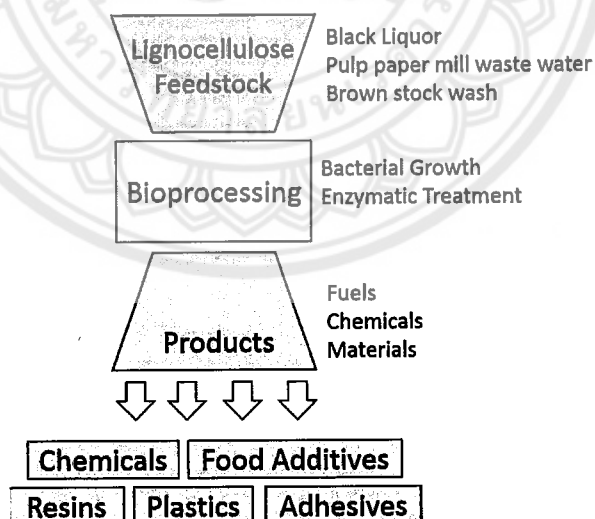 Lignocellulose
Feedstock
Black Liquor
Pulp paper mill waste water
Brown stock wash
Bioprocessing
Bacterial Growth
Enzymatic Treatment
Products
Fuels
Chemicals
Materials
Chemicals Food Additives
Resins Plastics Adhesives